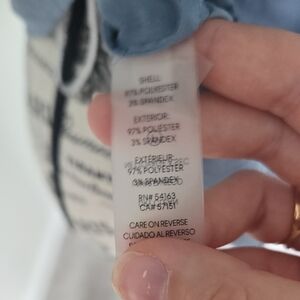 SHELL:
97% POLYESTER
3% SPANDEX
EXTERIOR:
97% POLYESTER
3% SPANDEX
EXTÉRIEUR:
97% POLYESTER
3% SPANDEX
RN# 54163
CA# 57151
CARE ON REVERSE
CUIDADO AL REVERSO